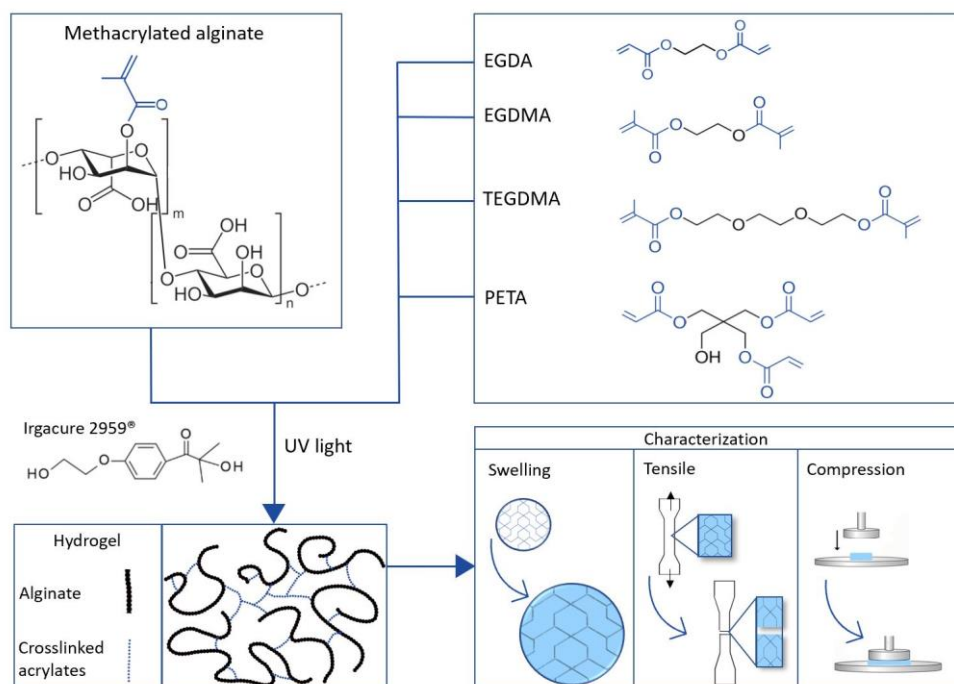 Methacrylated alginate
O
O
O
O
HO
O
O
OH
m
O
OH
O
OH
HO
O
O
n
EGDA
O
O
O
O
EGDMA
O
O
O
O
TEGDMA
O
O
O
O
O
O
PETA
O
O
O
O
OH
O
O
Irgacure 2959®
HO
O
O
OH
UV light
Hydrogel
Alginate
Crosslinked
acrylates
Characterization
Swelling
Tensile
Compression